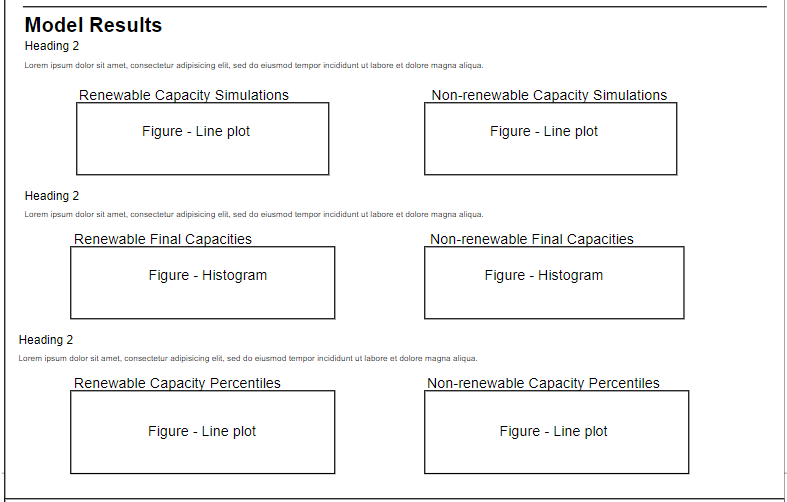 Model Results
Heading 2
Lorem ipsum dolor sit amet, consectetur adipisicing elit, sed do eiusmod tempor incididunt ut labore et dolore magna aliqua.
Renewable Capacity Simulations
Non-renewable Capacity Simulations
Figure - Line plot
Figure - Line plot
Heading 2
Lorem ipsum dolor sit amet, consectetur adipisicing elit, sed do eiusmod tempor incididunt ut labore et dolore magna aliqua.
Renewable Final Capacities
Non-renewable Final Capacities
Figure - Histogram
Figure - Histogram
Heading 2
Lorem ipsum dolor sit amet, consectetur adipisicing elit, sed do eiusmod tempor incididunt ut labore et dolore magna aliqua.
Renewable Capacity Percentiles
Non-renewable Capacity Percentiles
Figure - Line plot
Figure - Line plot